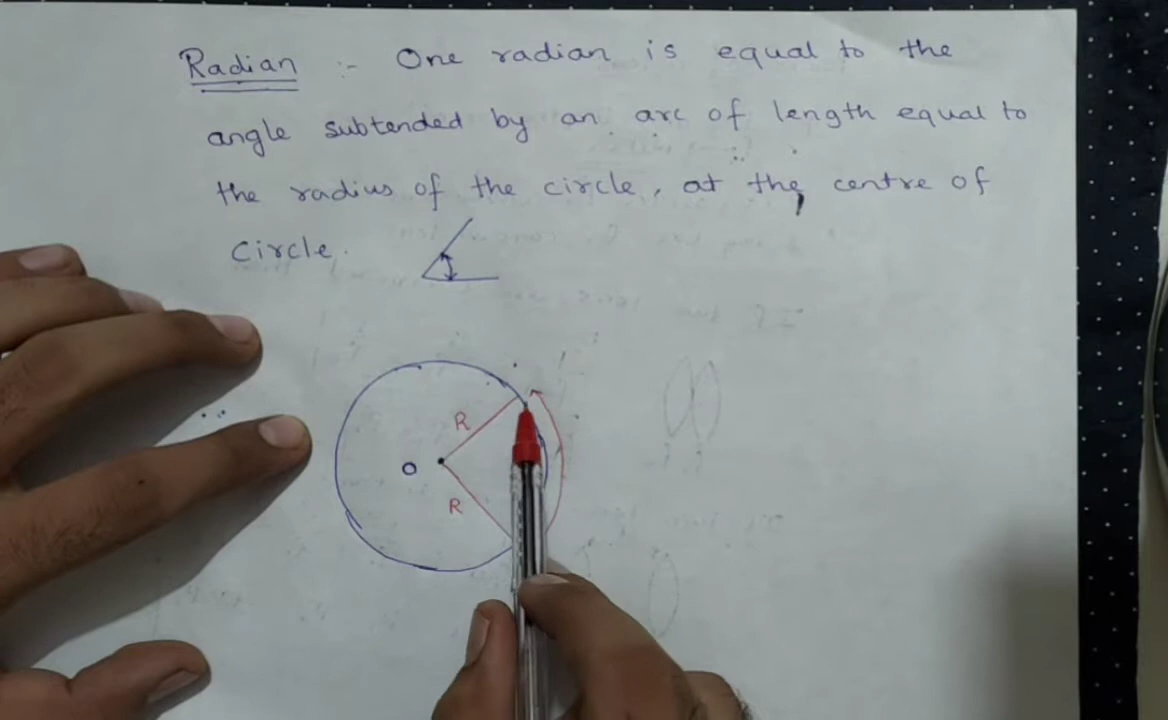 Radian :- One radian is equal to the
angle subtended by an arc of length equal to
the radius of the circle, at the centre of
circle.
R
O
R